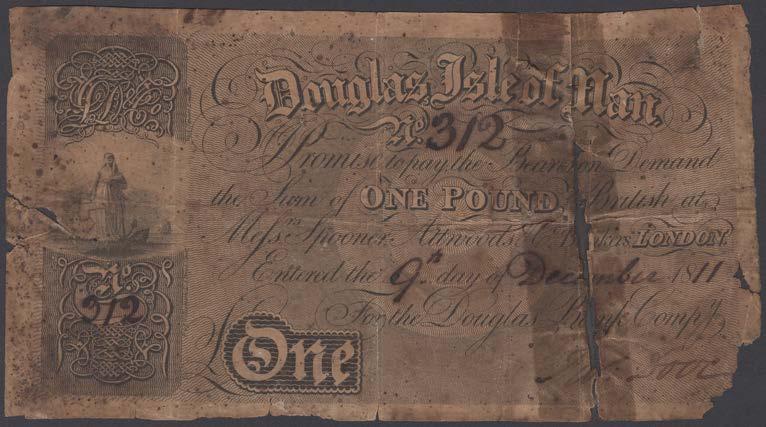 Douglas Isle of Man.
No. 312
I Promise to pay the Bearer on Demand
the Sum of ONE POUND, British at
Messrs Spooner, Attwoods, & Co. Bankers LONDON.
Entered the 9th day of December 1811
For the Douglas Bank Compy.
No.
312
One